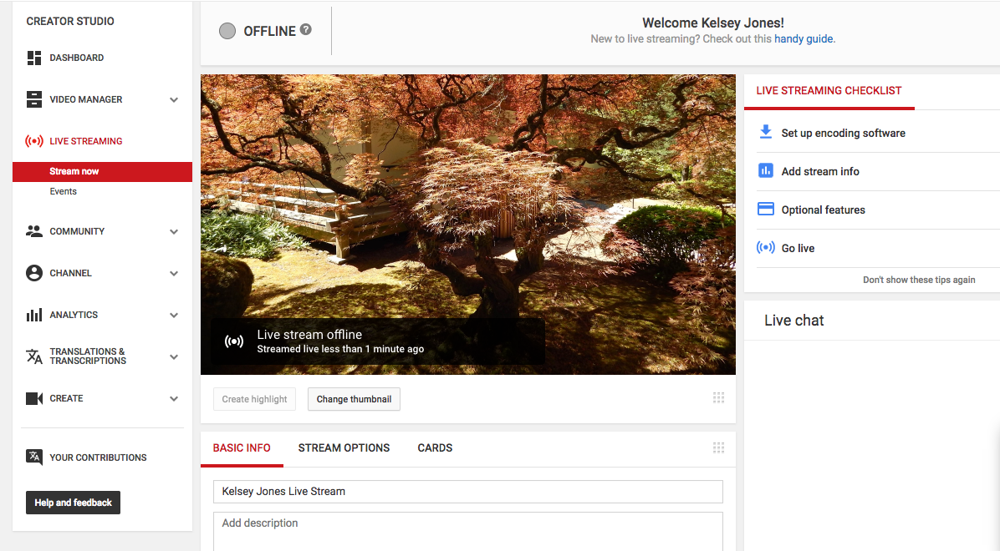 CREATOR STUDIO
DASHBOARD
VIDEO MANAGER
LIVE STREAMING
Stream now
Events
COMMUNITY
CHANNEL
ANALYTICS
TRANSLATIONS &
TRANSCRIPTIONS
CREATE
YOUR CONTRIBUTIONS
Help and feedback
OFFLINE ?
Welcome Kelsey Jones!
New to live streaming? Check out this handy guide.
Live stream offline
Streamed live less than 1 minute ago
Create highlight
Change thumbnail
BASIC INFO
STREAM OPTIONS
CARDS
Kelsey Jones Live Stream
Add description
LIVE STREAMING CHECKLIST
Set up encoding software
Add stream info
Optional features
Go live
Don't show these tips again
Live chat